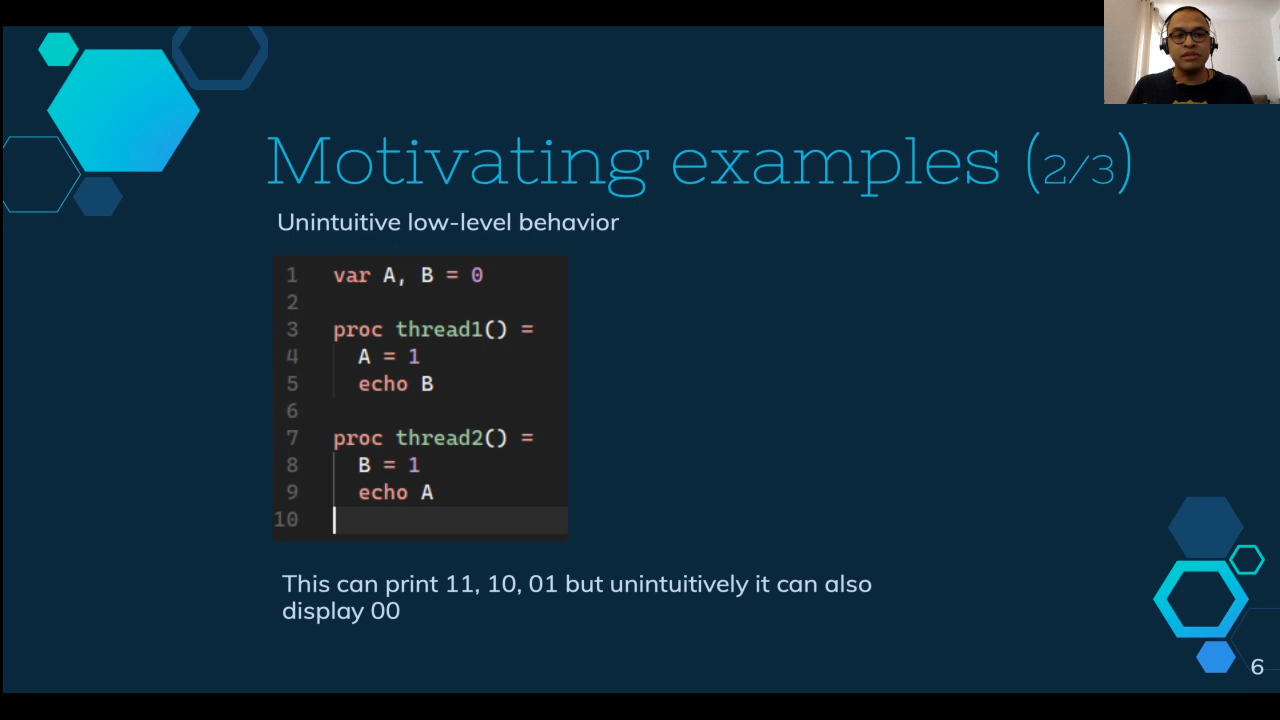 Motivating examples (2/3)
Unintuitive low-level behavior
1 var A, B = 0
2
3 proc thread1() =
4 A = 1
5 echo B
6
7 proc thread2() =
8 B = 1
9 echo A
10
This can print 11, 10, 01 but unintuitively it can also
display 00
6